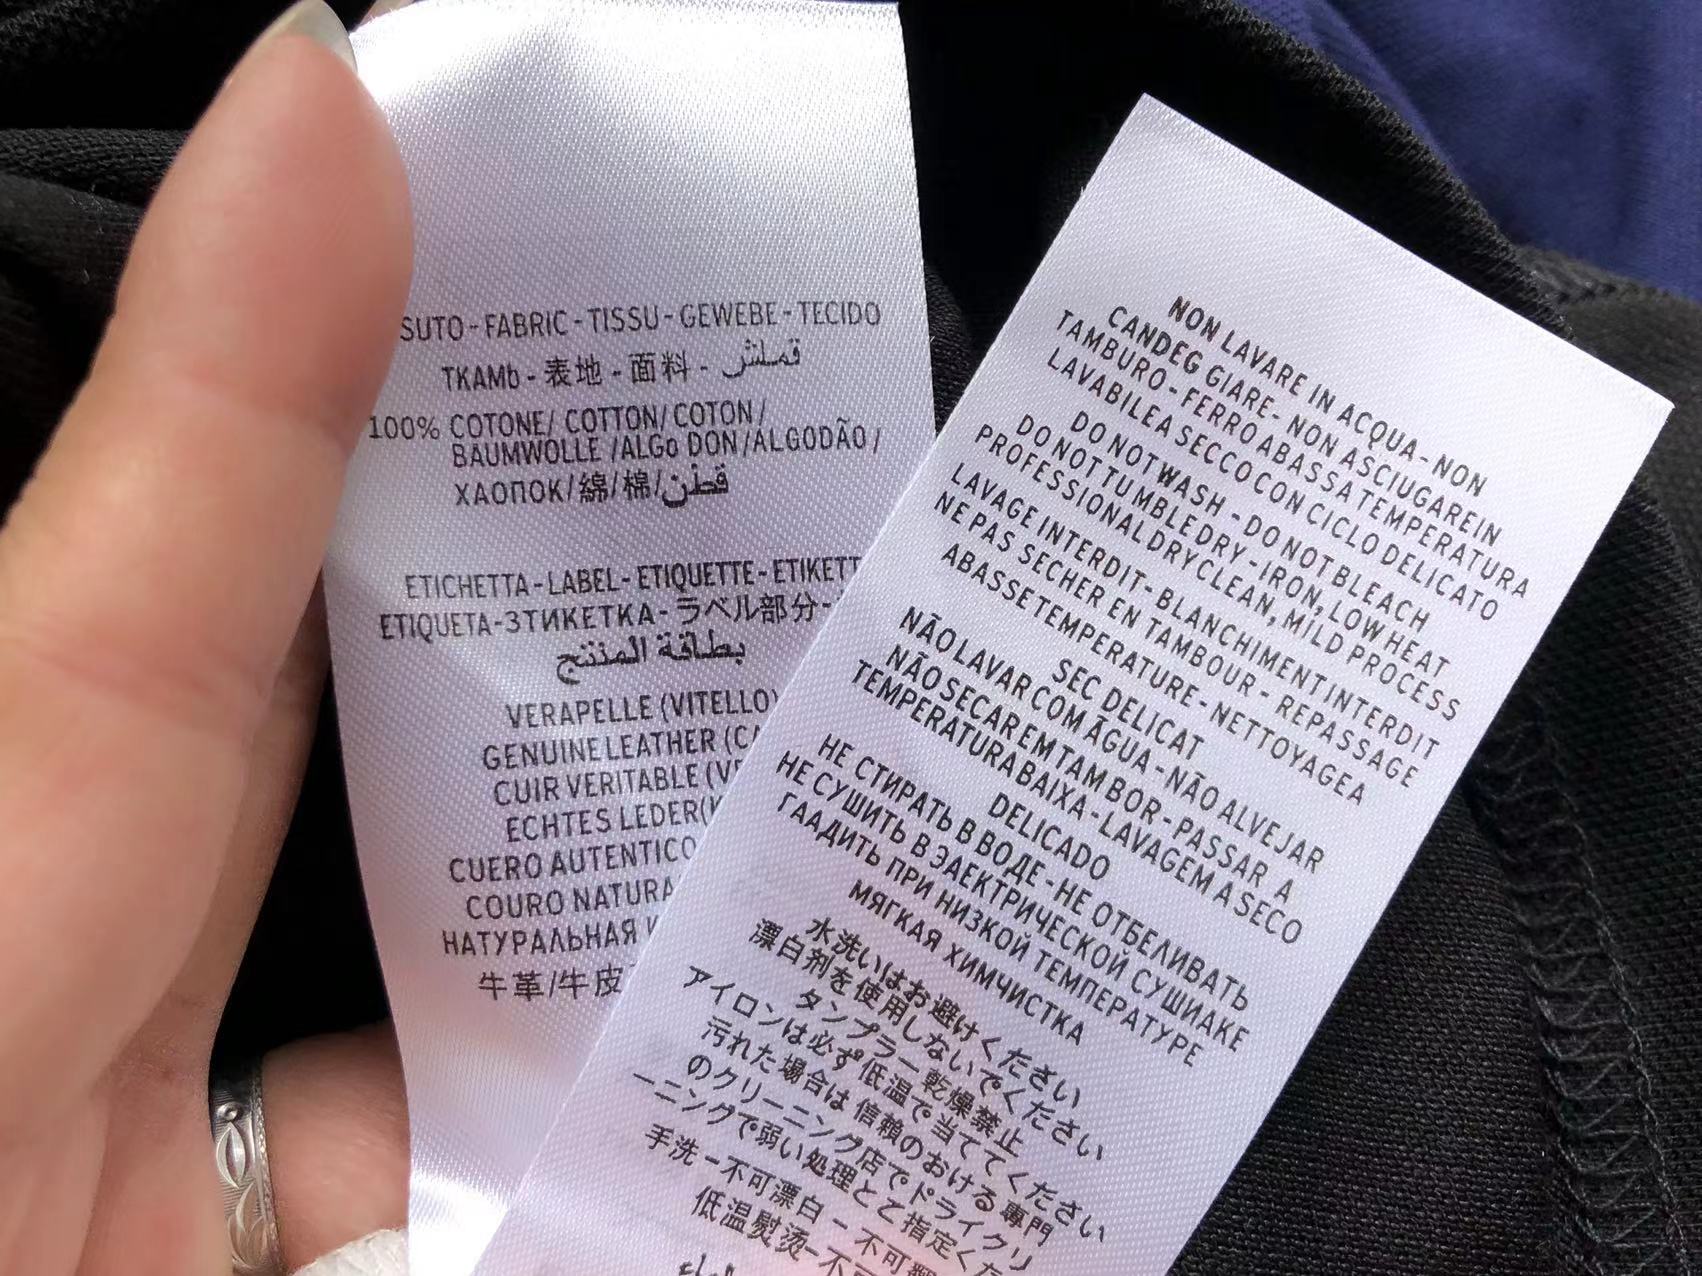 SUTO - FABRIC - TISSU - GEWEBE - TECIDO
TKAMb - 表地 - 面料 - قملش
100% COTONE/ COTTON/ COTON /
BAUMWOLLE /ALGo DON /ALGODÃO /
ХАОПОК/綿/棉/قطن
ETICHETTA - LABEL - ETIQUETTE - ETIKETT
ETIQUETA - ЗТИКЕТКА - ラベル部分 -
بطاقة المنتج
VERAPELLE (VITELLO)
GENUINE LEATHER (CA
CUIR VERITABLE (VE
ECHTES LEDER(K
CUERO AUTENTICO
COURO NATURA
НАТУРАЛЬНАЯ К
牛革/牛皮
NON LAVARE IN ACQUA - NON
CANDEG GIARE - NON ASCIUGAREIN
TAMBURO - FERRO ABASSA TEMPERATURA
LAVABILE A SECCO CON CICLO DELICATO
DO NOT WASH - DO NOT BLEACH
DO NOT TUMBLE DRY - IRON, LOW HEAT
PROFESSIONAL DRY CLEAN, MILD PROCESS
LAVAGE INTERDIT - BLANCHIMENT INTERDIT
NE PAS SECHER EN TAMBOUR - REPASSAGE
ABASSE TEMPERATURE - NETTOYAGEA
SEC DELICAT
NÃO LAVAR COM ÃGUA - NÃO ALVEJAR
NÃO SECAR EM TAM BOR - PASSAR A
TEMPERATURA BAIXA - LAVAGEM A SECO
DELICADO
НЕ СТИРАТЬ В ВОДЕ - НЕ ОТБЕЛИВАТЬ
НЕ СУШИТЬ В ЭАЕКТРИЧЕСКОЙ СУШИАКЕ
ГААДИТЬ ПРИ НИЗКОЙ ТЕМПЕРАТУРЕ
МЯГКАЯ ХИМЧИСТКА
水洗いはお避けください
漂白剤を使用しないでください
タンプラー乾燥禁止
アイロンは必ず低温で当ててください
汚れた場合は信頼のおける専門
のクリーニング店でドライクリ
ーニングで弱い処理とご指定く
手洗 - 不可漂白 - 不可
低温熨烫 - 不